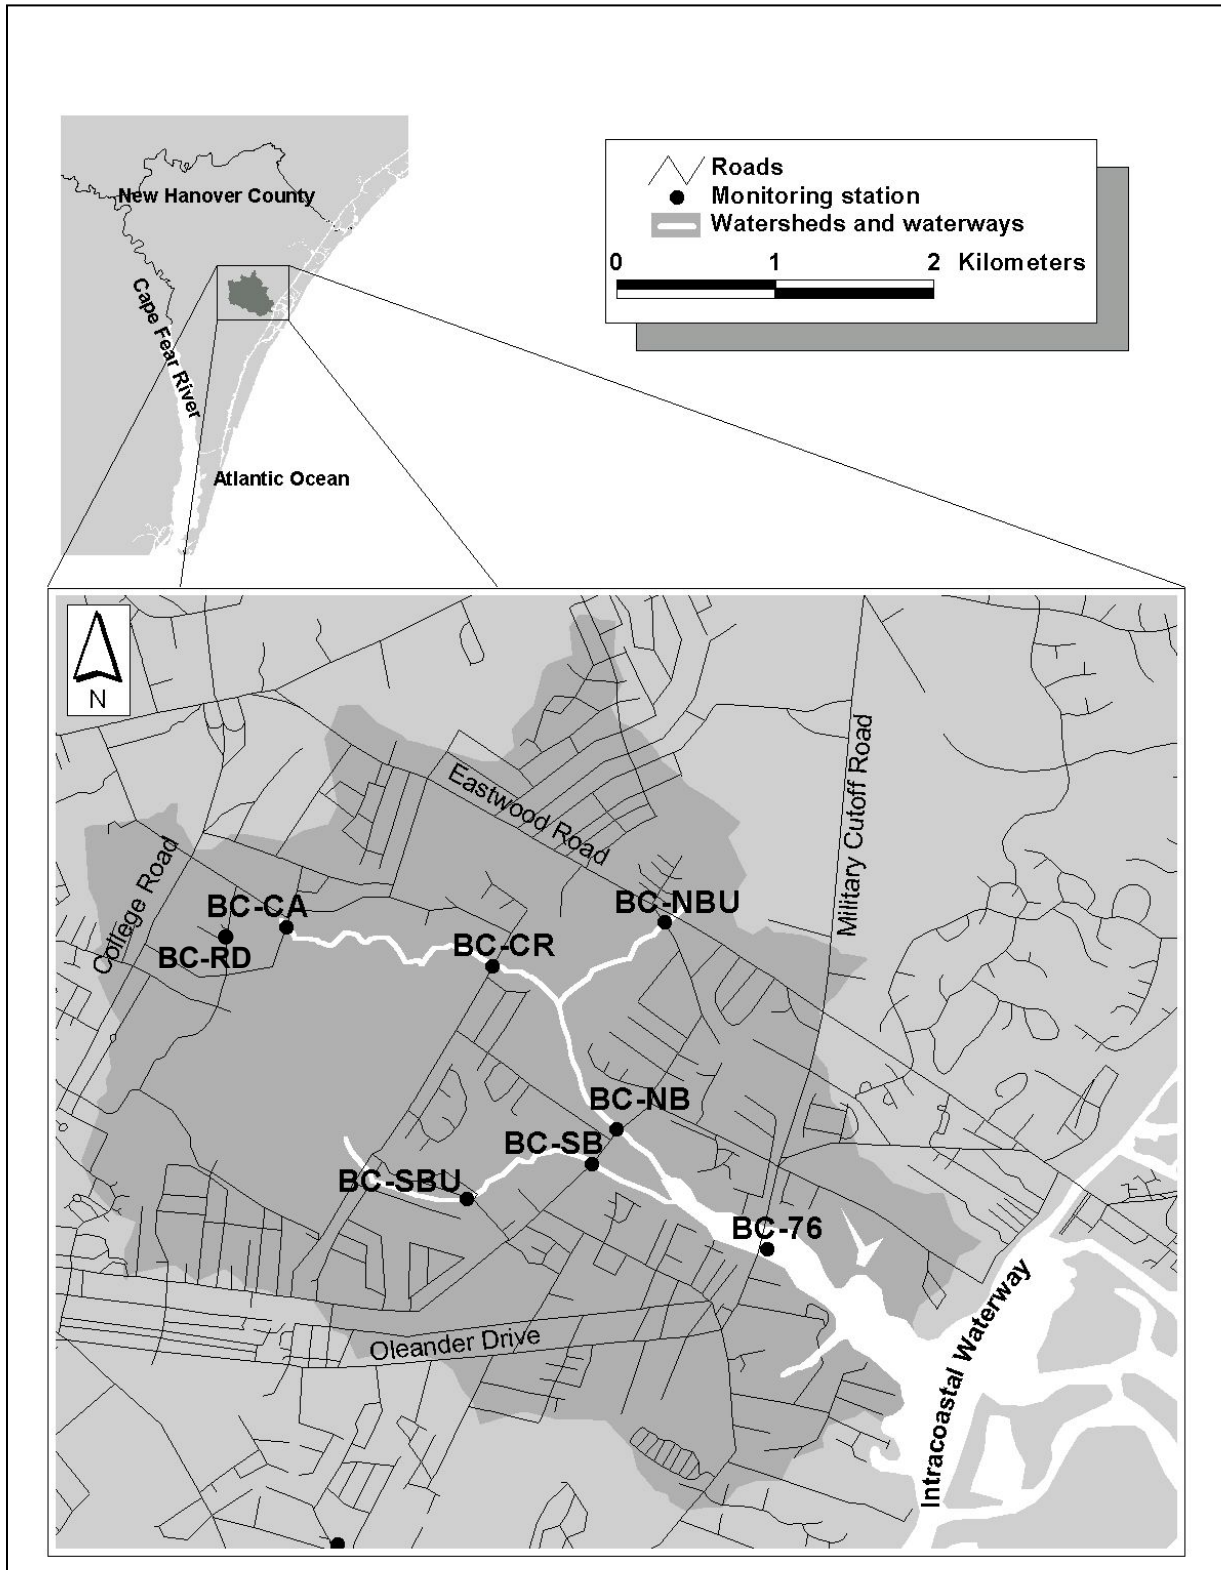 New Hanover County
Cape Fear River
Atlantic Ocean
Roads
Monitoring station
Watersheds and waterways
0 1 2 Kilometers
N
Eastwood Road
Military Cutoff Road
College Road
BC-CA
BC-NBU
BC-RD
BC-CR
BC-NB
BC-SB
BC-SBU
BC-76
Oleander Drive
Intracoastal Waterway